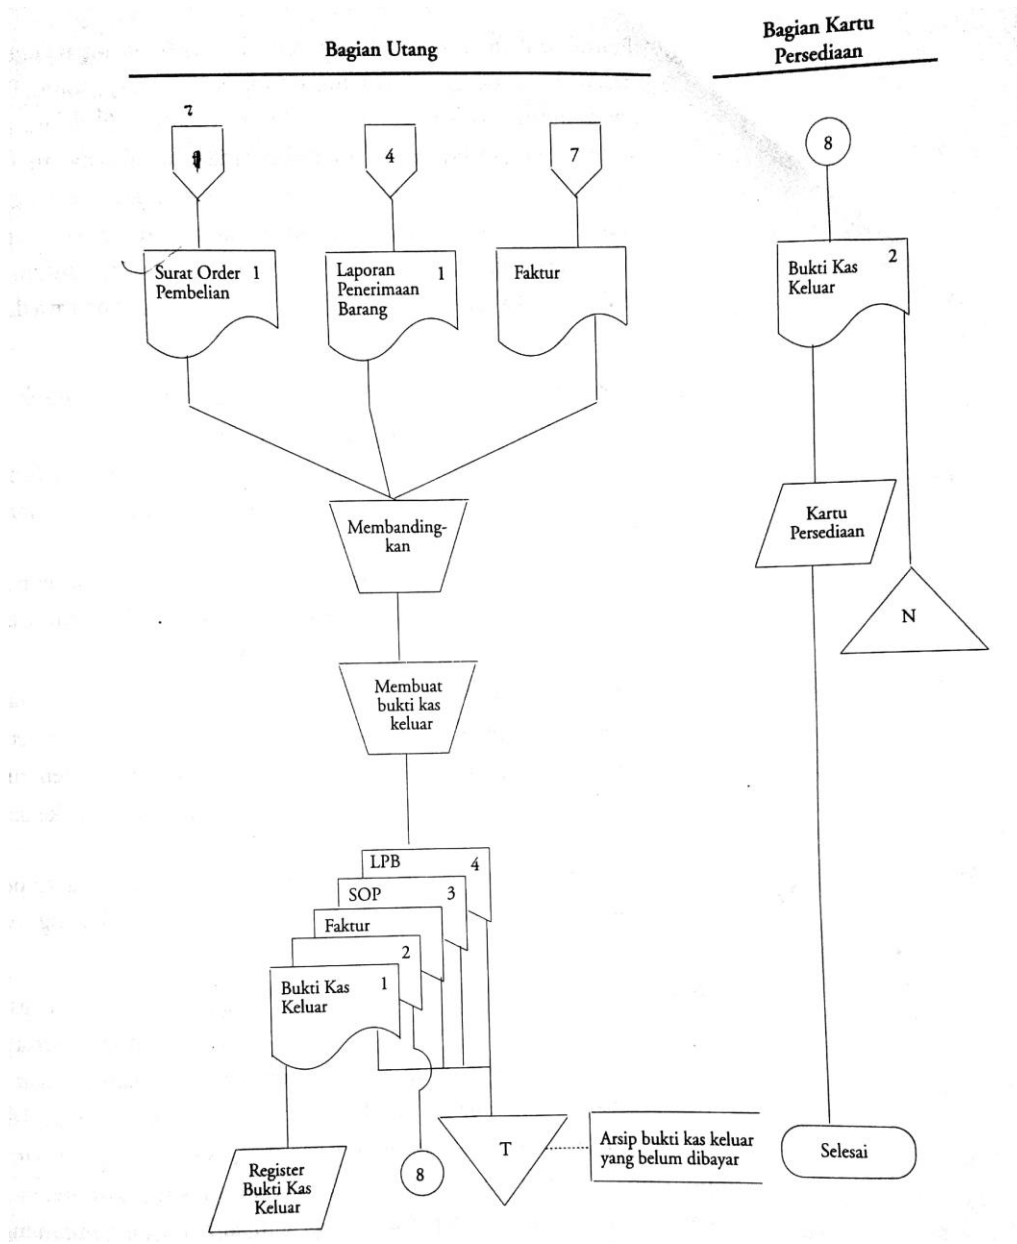 Bagian Utang
Bagian Kartu
Persediaan
4
7
8
Surat Order 1
Pembelian
Laporan 1
Penerimaan
Barang
Faktur
Bukti Kas 2
Keluar
Membanding-
kan
Kartu
Persediaan
N
Membuat
bukti kas
keluar
LPB 4
SOP 3
Faktur
2
Bukti Kas 1
Keluar
Register
Bukti Kas
Keluar
8
T
Arsip bukti kas keluar
yang belum dibayar
Selesai